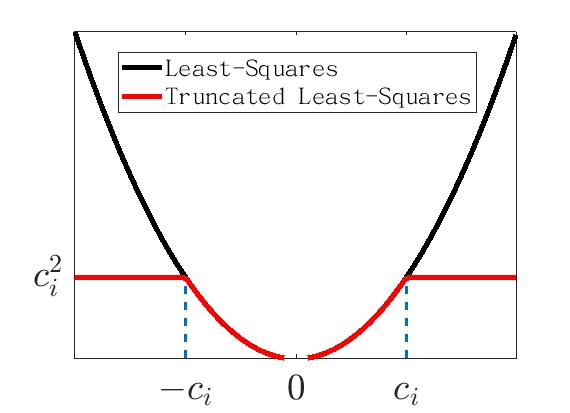 Least-Squares
Truncated Least-Squares
$c_i^2$
$-c_i$ 0 $c_i$